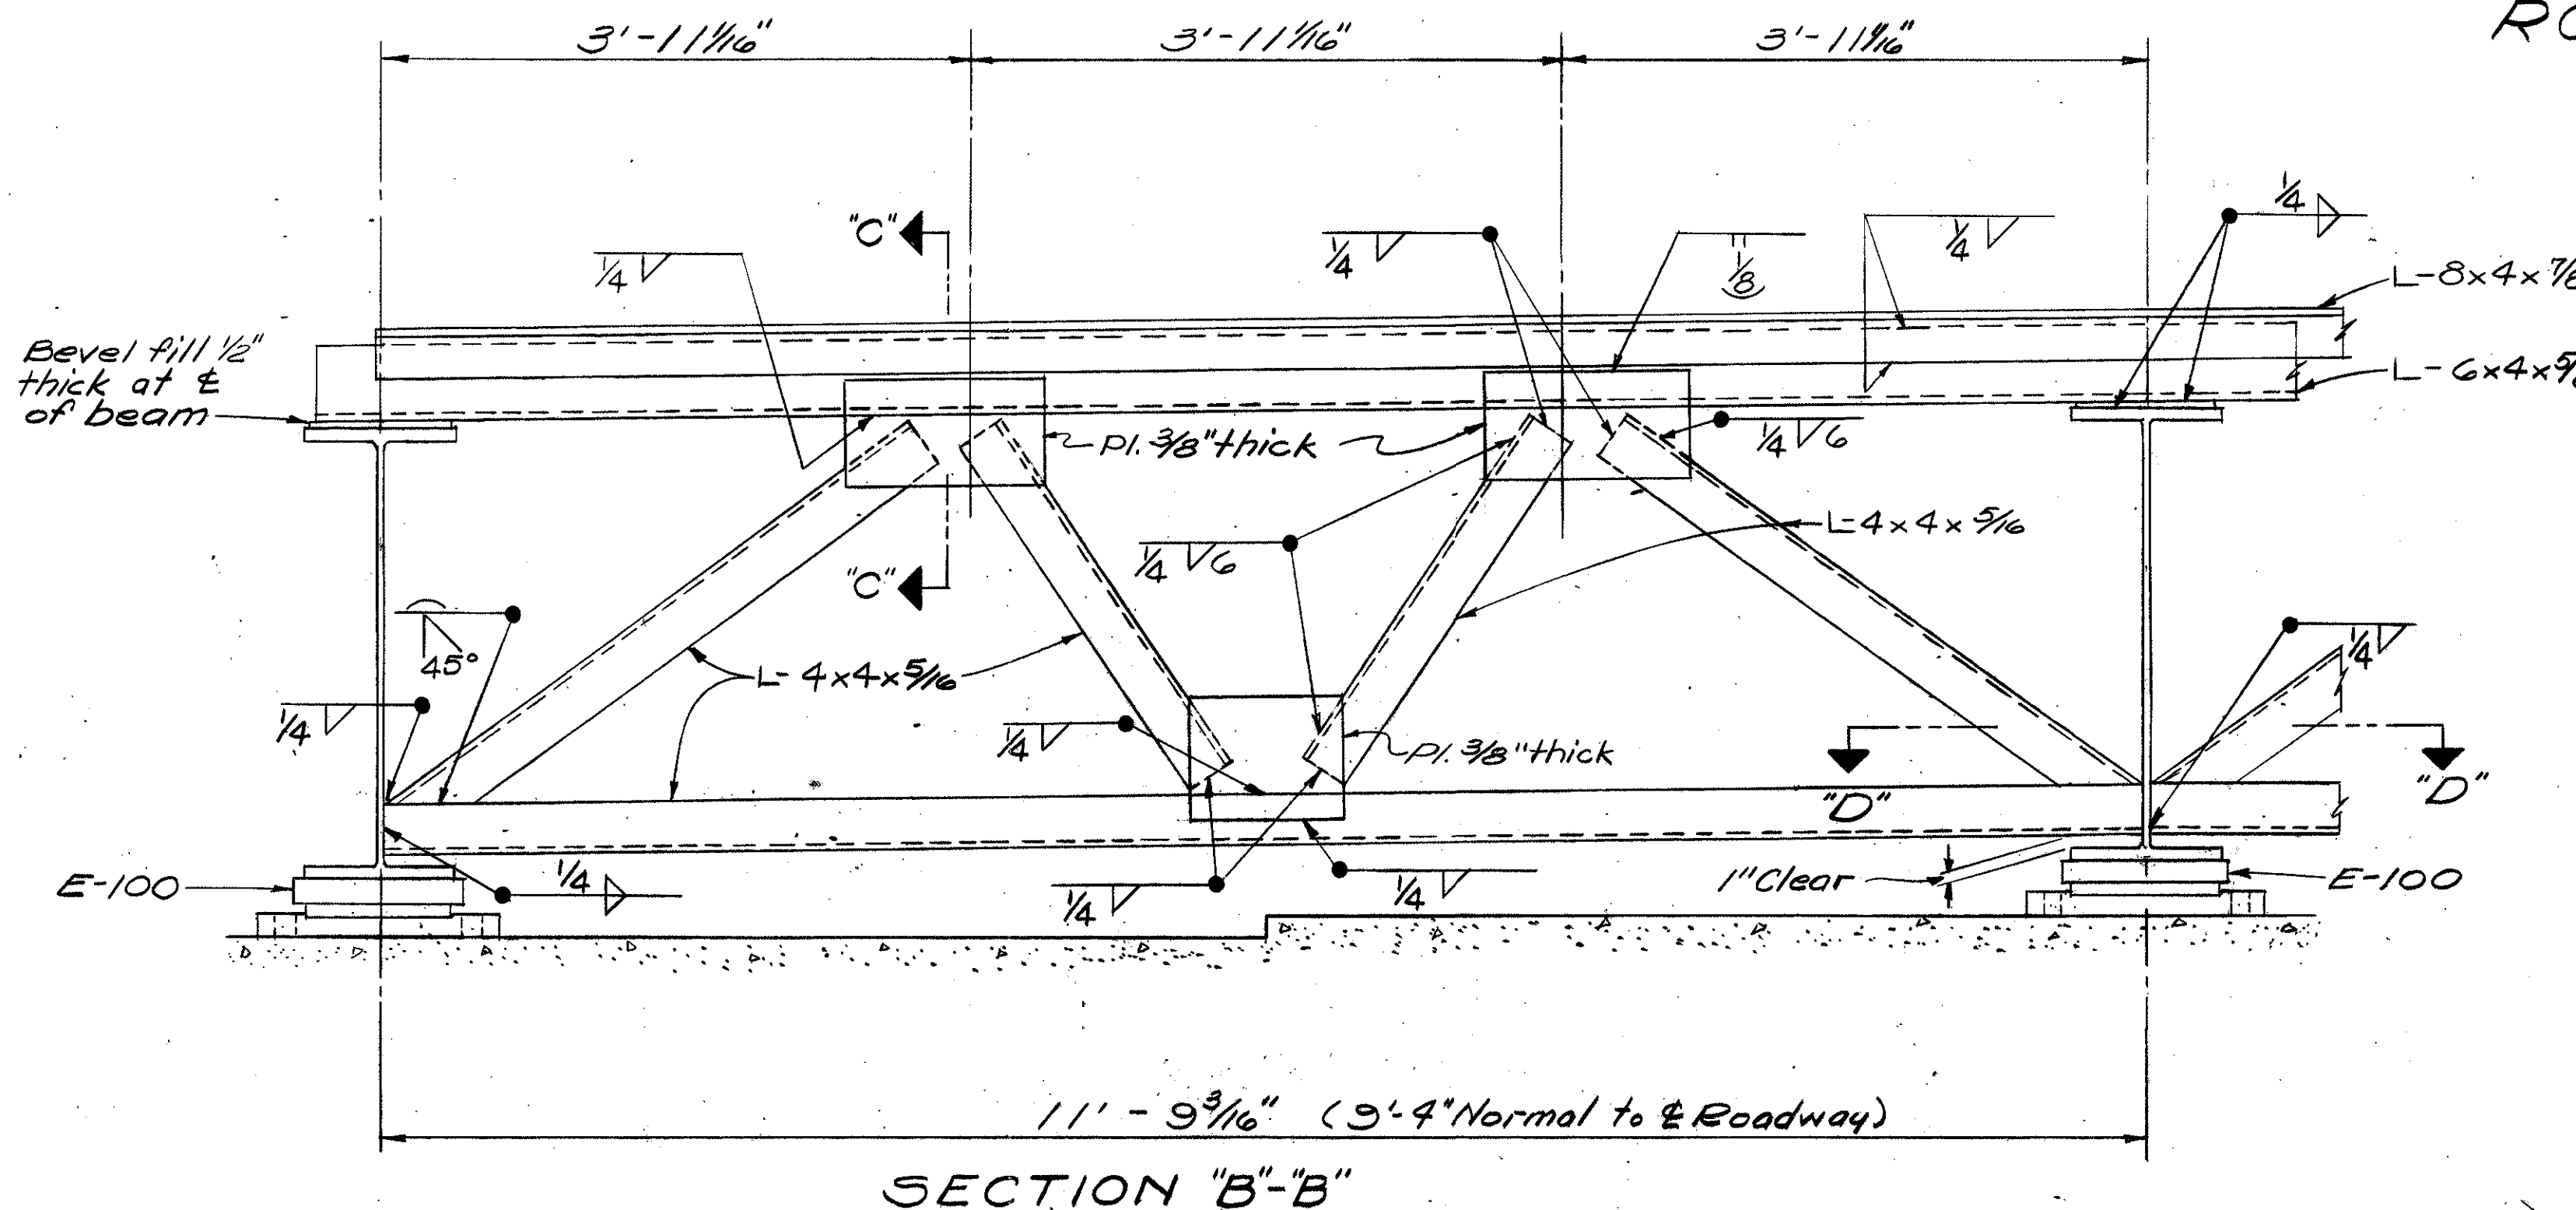 RO
3'-11 1/16" 3'-11 1/16" 3'-11 1/16"
"C" 1/4
1/4 1/4 1/8 1/4
L-8x4x7/8
Bevel fill 1/2"
thick at ℄
of beam
L-6x4x5/8
Pl. 3/8" thick 1/4 6
1/4 6 L-4x4x5/16
"C"
45°
L-4x4x5/16
1/4 1/4 Pl. 3/8" thick 1/4
"D" "D"
E-100 1/4 1/4 1/4 1" Clear E-100
11'-9 3/16" (9'-4" Normal to ℄ Roadway)
SECTION "B"-"B"